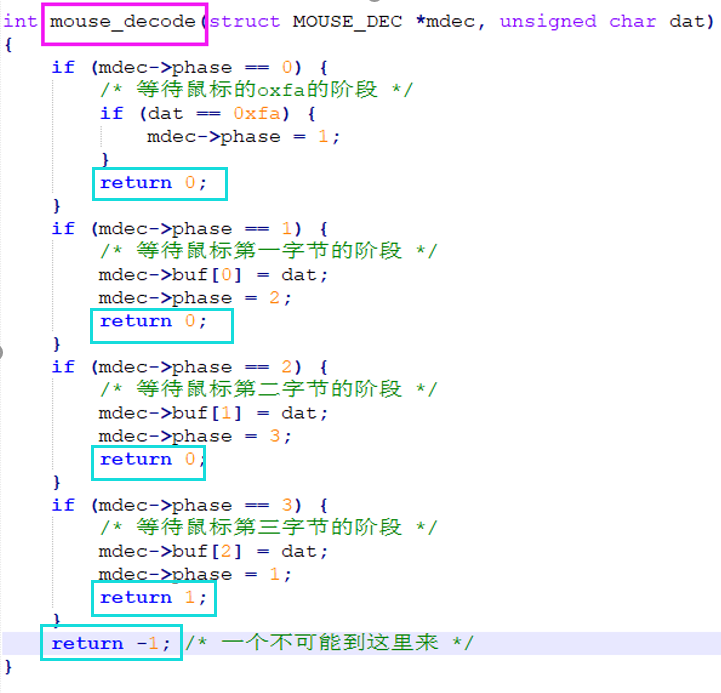 int mouse_decode(struct MOUSE_DEC *mdec, unsigned char dat)
{
    if (mdec->phase == 0) {
        /* 等待鼠标的oxfa的阶段 */
        if (dat == 0xfa) {
            mdec->phase = 1;
        }
        return 0;
    }
    if (mdec->phase == 1) {
        /* 等待鼠标第一字节的阶段 */
        mdec->buf[0] = dat;
        mdec->phase = 2;
        return 0;
    }
    if (mdec->phase == 2) {
        /* 等待鼠标第二字节的阶段 */
        mdec->buf[1] = dat;
        mdec->phase = 3;
        return 0;
    }
    if (mdec->phase == 3) {
        /* 等待鼠标第三字节的阶段 */
        mdec->buf[2] = dat;
        mdec->phase = 1;
        return 1;
    }
    return -1; /* 一个不可能到这里来 */
}